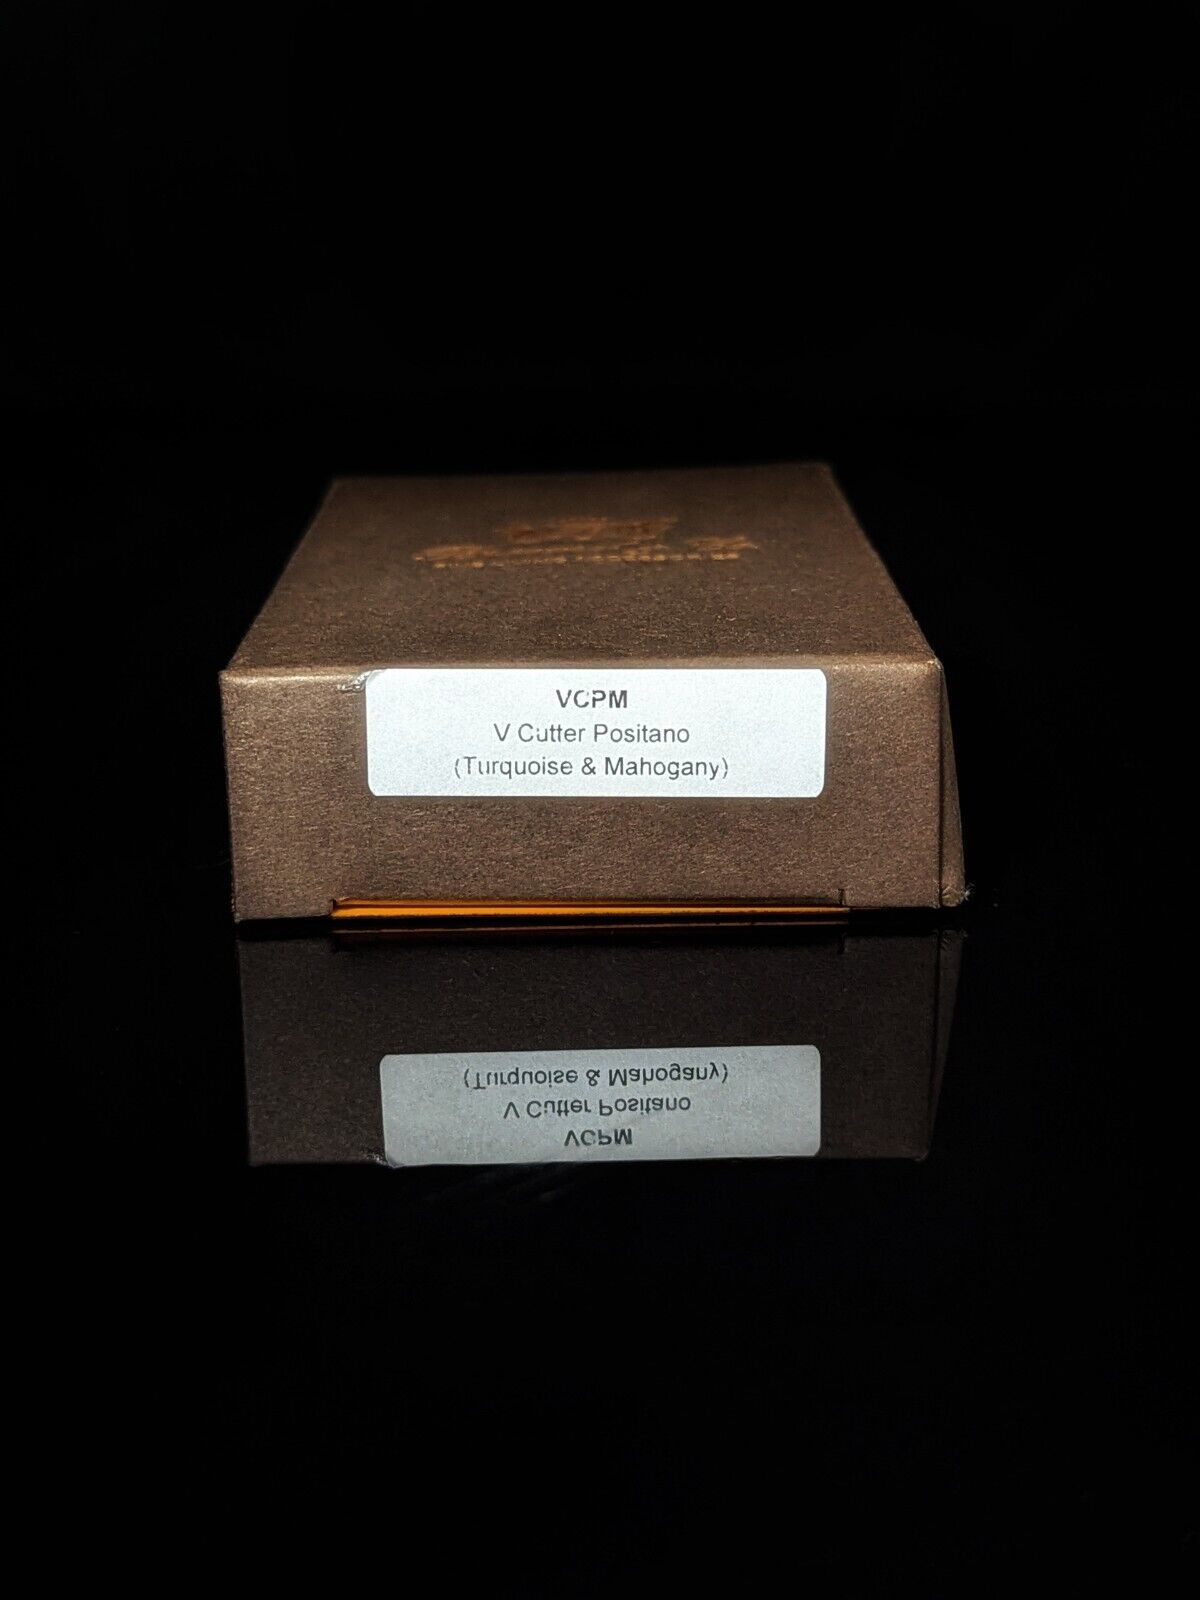 VCPM
V Cutter Positano
(Turquoise & Mahogany)